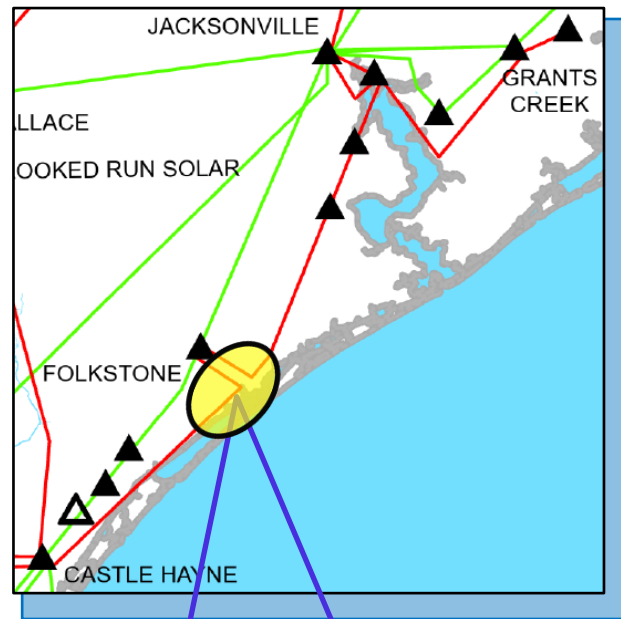 JACKSONVILLE
GRANTS
CREEK
ALLACE
OOKED RUN SOLAR
FOLKSTONE
CASTLE HAYNE